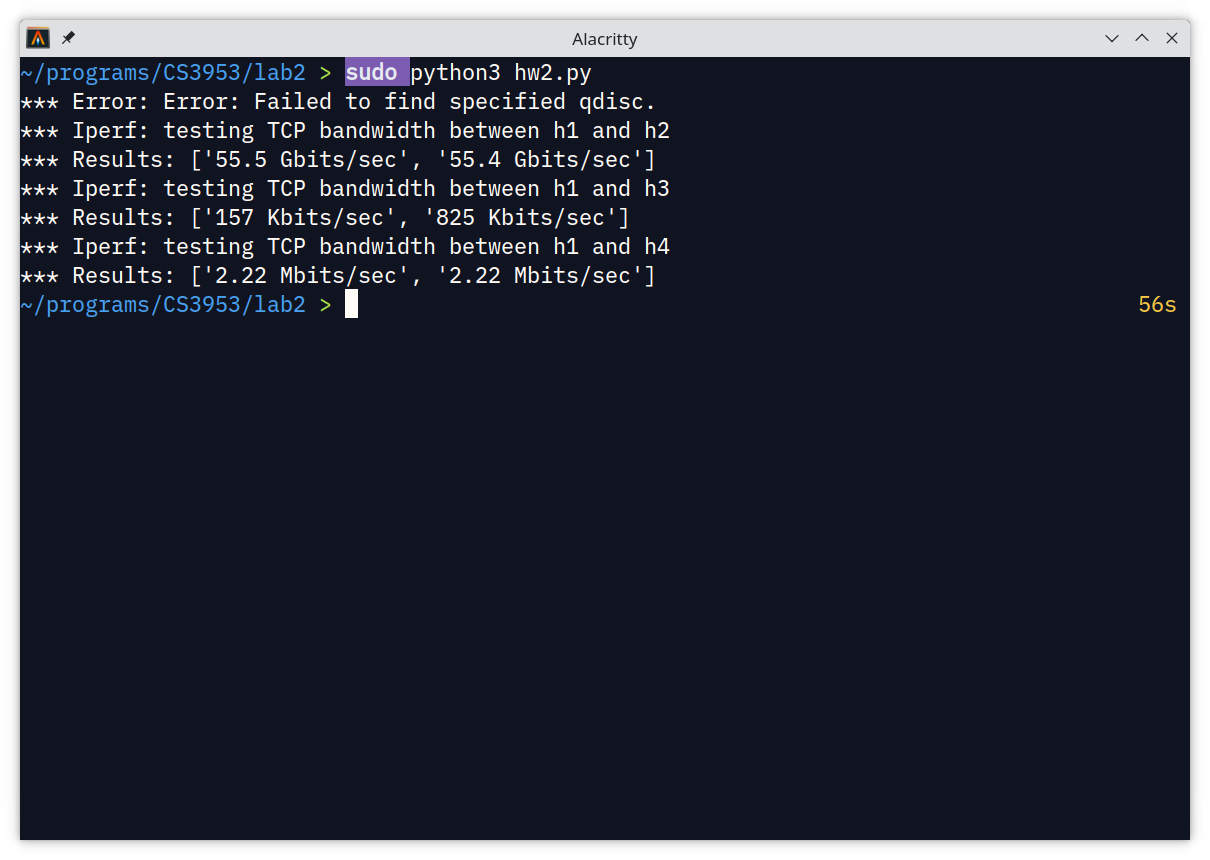 Alacritty
~/programs/CS3953/lab2 > sudo python3 hw2.py
*** Error: Error: Failed to find specified qdisc.
*** Iperf: testing TCP bandwidth between h1 and h2
*** Results: ['55.5 Gbits/sec', '55.4 Gbits/sec']
*** Iperf: testing TCP bandwidth between h1 and h3
*** Results: ['157 Kbits/sec', '825 Kbits/sec']
*** Iperf: testing TCP bandwidth between h1 and h4
*** Results: ['2.22 Mbits/sec', '2.22 Mbits/sec']
~/programs/CS3953/lab2 > 56s